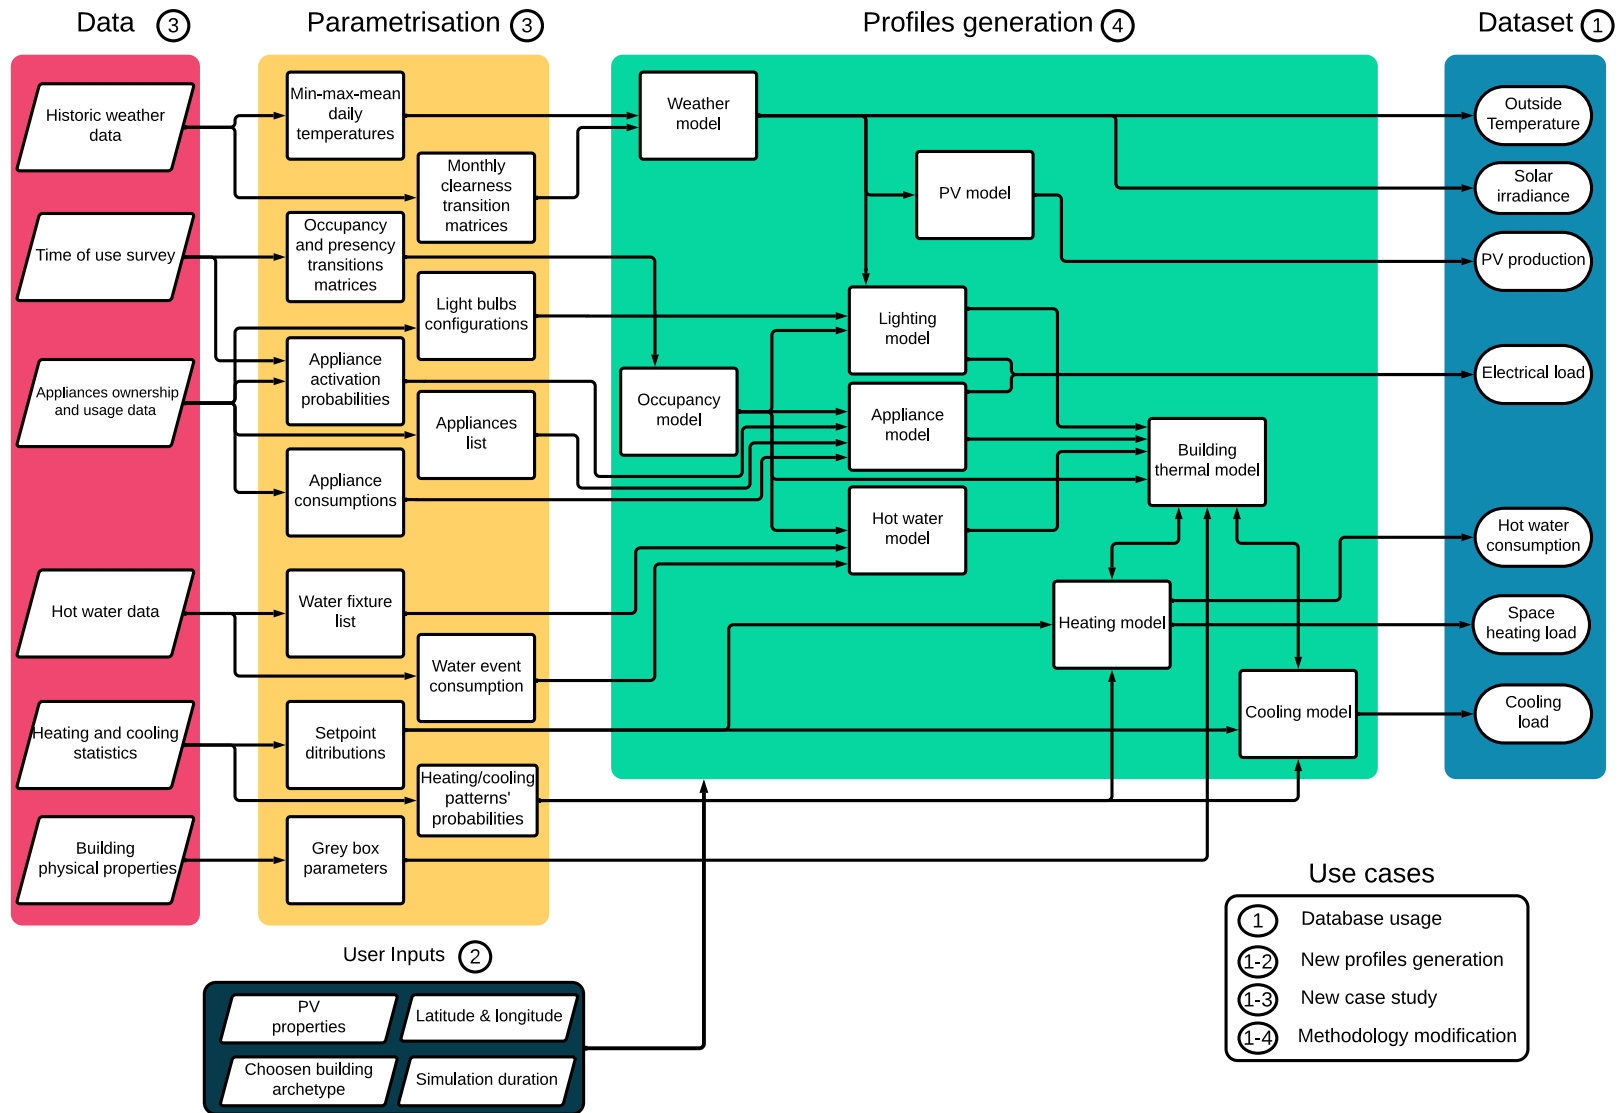 Data 3
Parametrisation 3
Profiles generation 4
Dataset 1
Historic weather
data
Time of use survey
Appliances ownership
and usage data
Hot water data
Heating and cooling
statistics
Building
physical properties
Min-max-mean
daily
temperatures
Monthly
clearness
transition
matrices
Occupancy
and presency
transitions
matrices
Light bulbs
configurations
Appliance
activation
probabilities
Appliances
list
Appliance
consumptions
Water fixture
list
Water event
consumption
Setpoint
ditributions
Heating/cooling
patterns'
probabilities
Grey box
parameters
Weather
model
PV model
Lighting
model
Occupancy
model
Appliance
model
Building
thermal model
Hot water
model
Heating model
Cooling model
Outside
Temperature
Solar
irradiance
PV production
Electrical load
Hot water
consumption
Space
heating load
Cooling
load
User Inputs 2
PV
properties
Latitude & longitude
Choosen building
archetype
Simulation duration
Use cases
1 Database usage
1-2 New profiles generation
1-3 New case study
1-4 Methodology modification